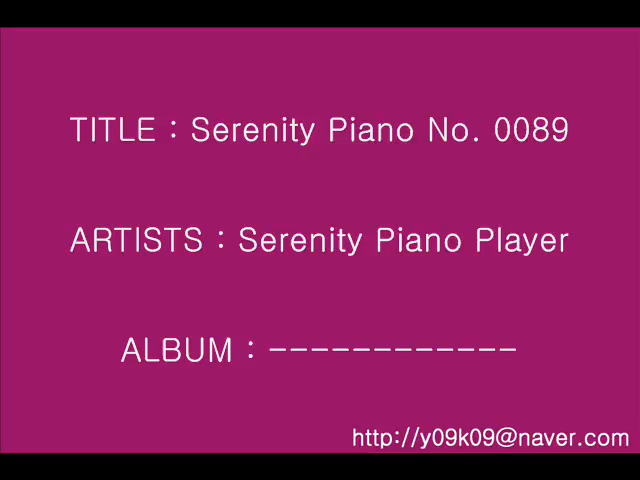 TITLE : Serenity Piano No. 0089
ARTISTS : Serenity Piano Player
ALBUM : ------------
http://y09k09@naver.com